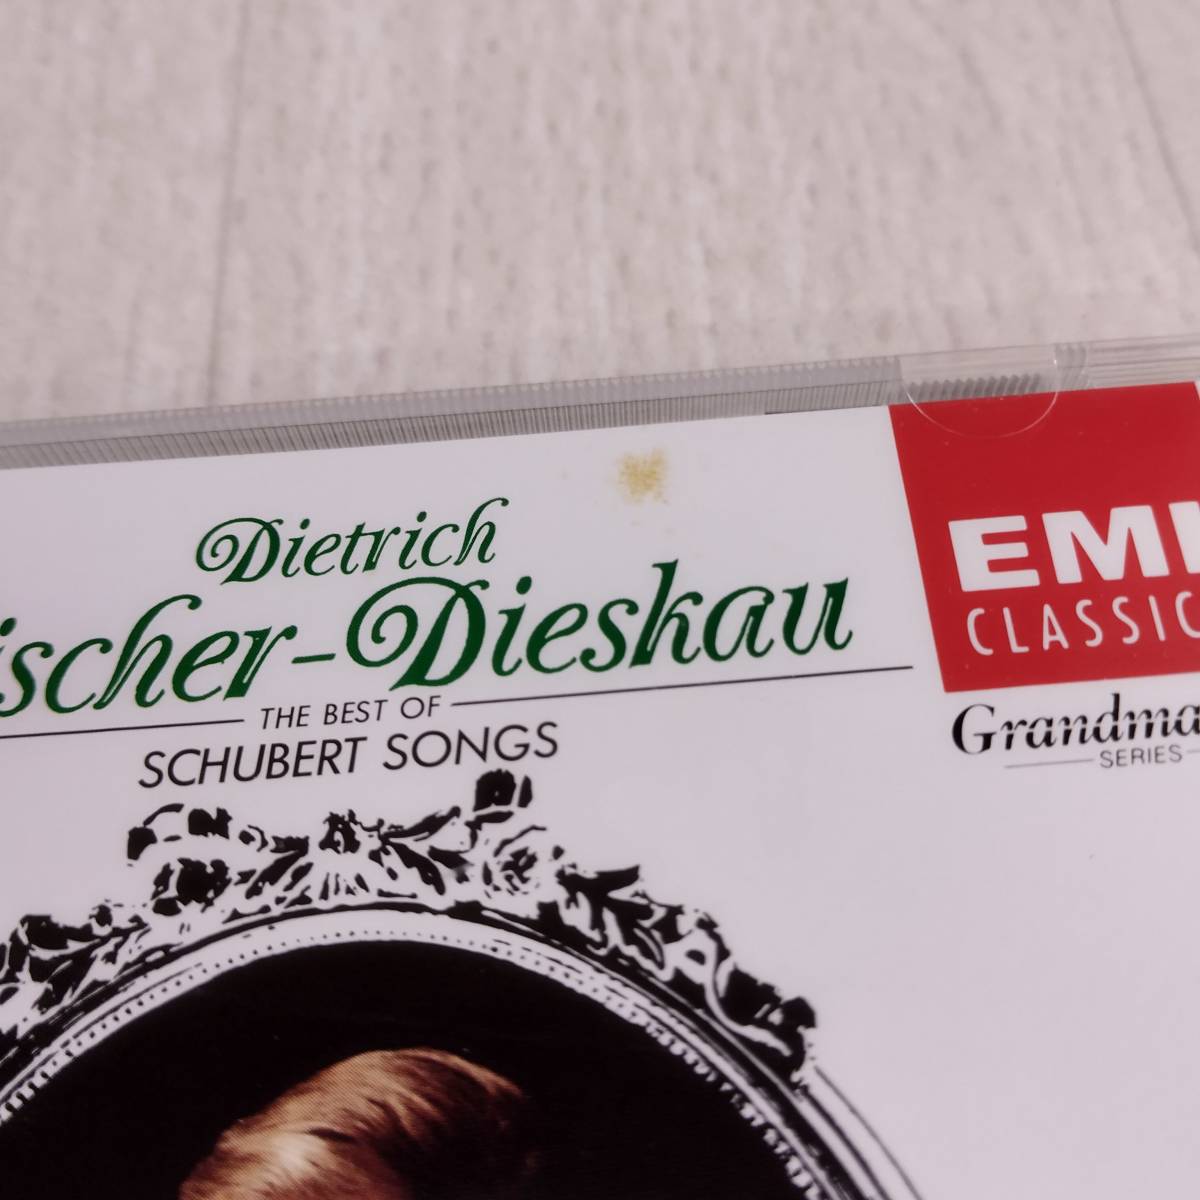 Dietrich
ischer-Dieskau
THE BEST OF
SCHUBERT SONGS
EMI
CLASSIC
Grandma
SERIES